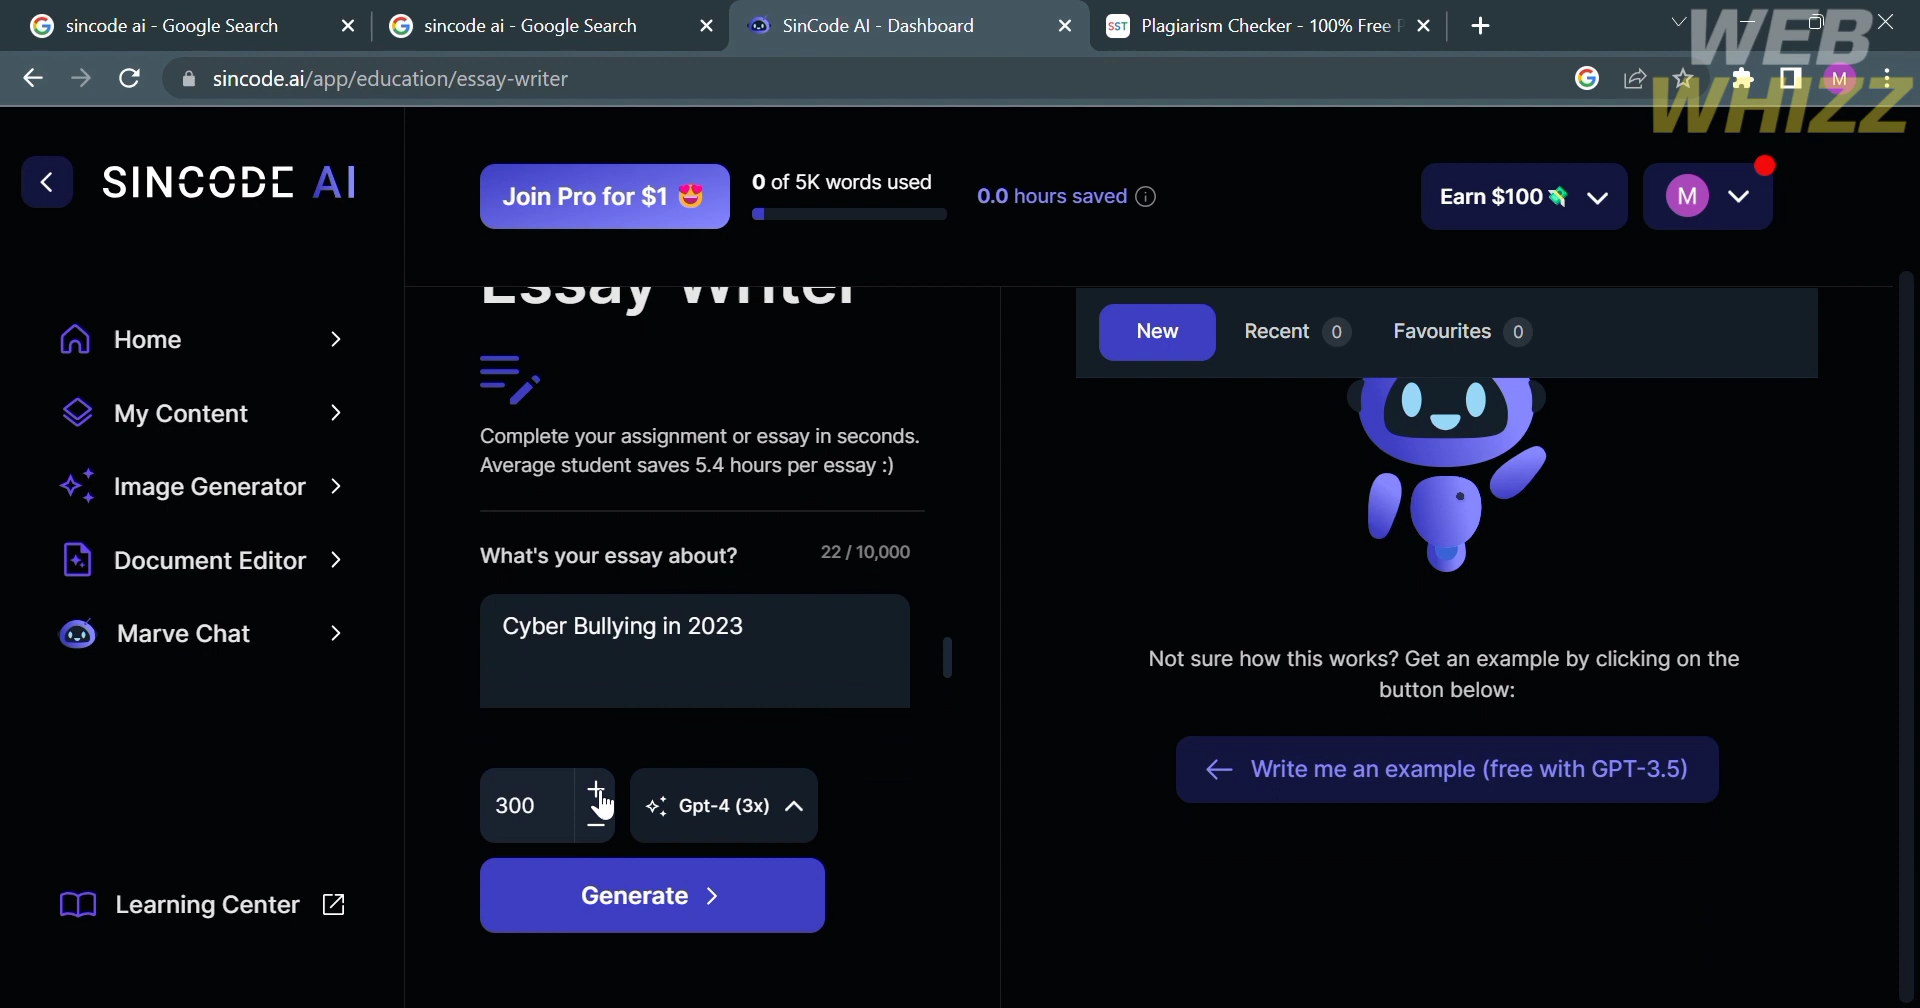 sincode ai - Google Search
sincode ai - Google Search
SinCode AI - Dashboard
SST Plagiarism Checker - 100% Free
sincode.ai/app/education/essay-writer
M
WEB
WHIZZ
SINCODE AI
Join Pro for $1
0 of 5K words used
0.0 hours saved
Earn $100
M
Home
My Content
Image Generator
Document Editor
Marve Chat
Learning Center
Essay Writer
Complete your assignment or essay in seconds.
Average student saves 5.4 hours per essay :)
What's your essay about?
22 / 10,000
Cyber Bullying in 2023
300
Gpt-4 (3x)
Generate
New
Recent 0
Favourites 0
Not sure how this works? Get an example by clicking on the
button below:
Write me an example (free with GPT-3.5)